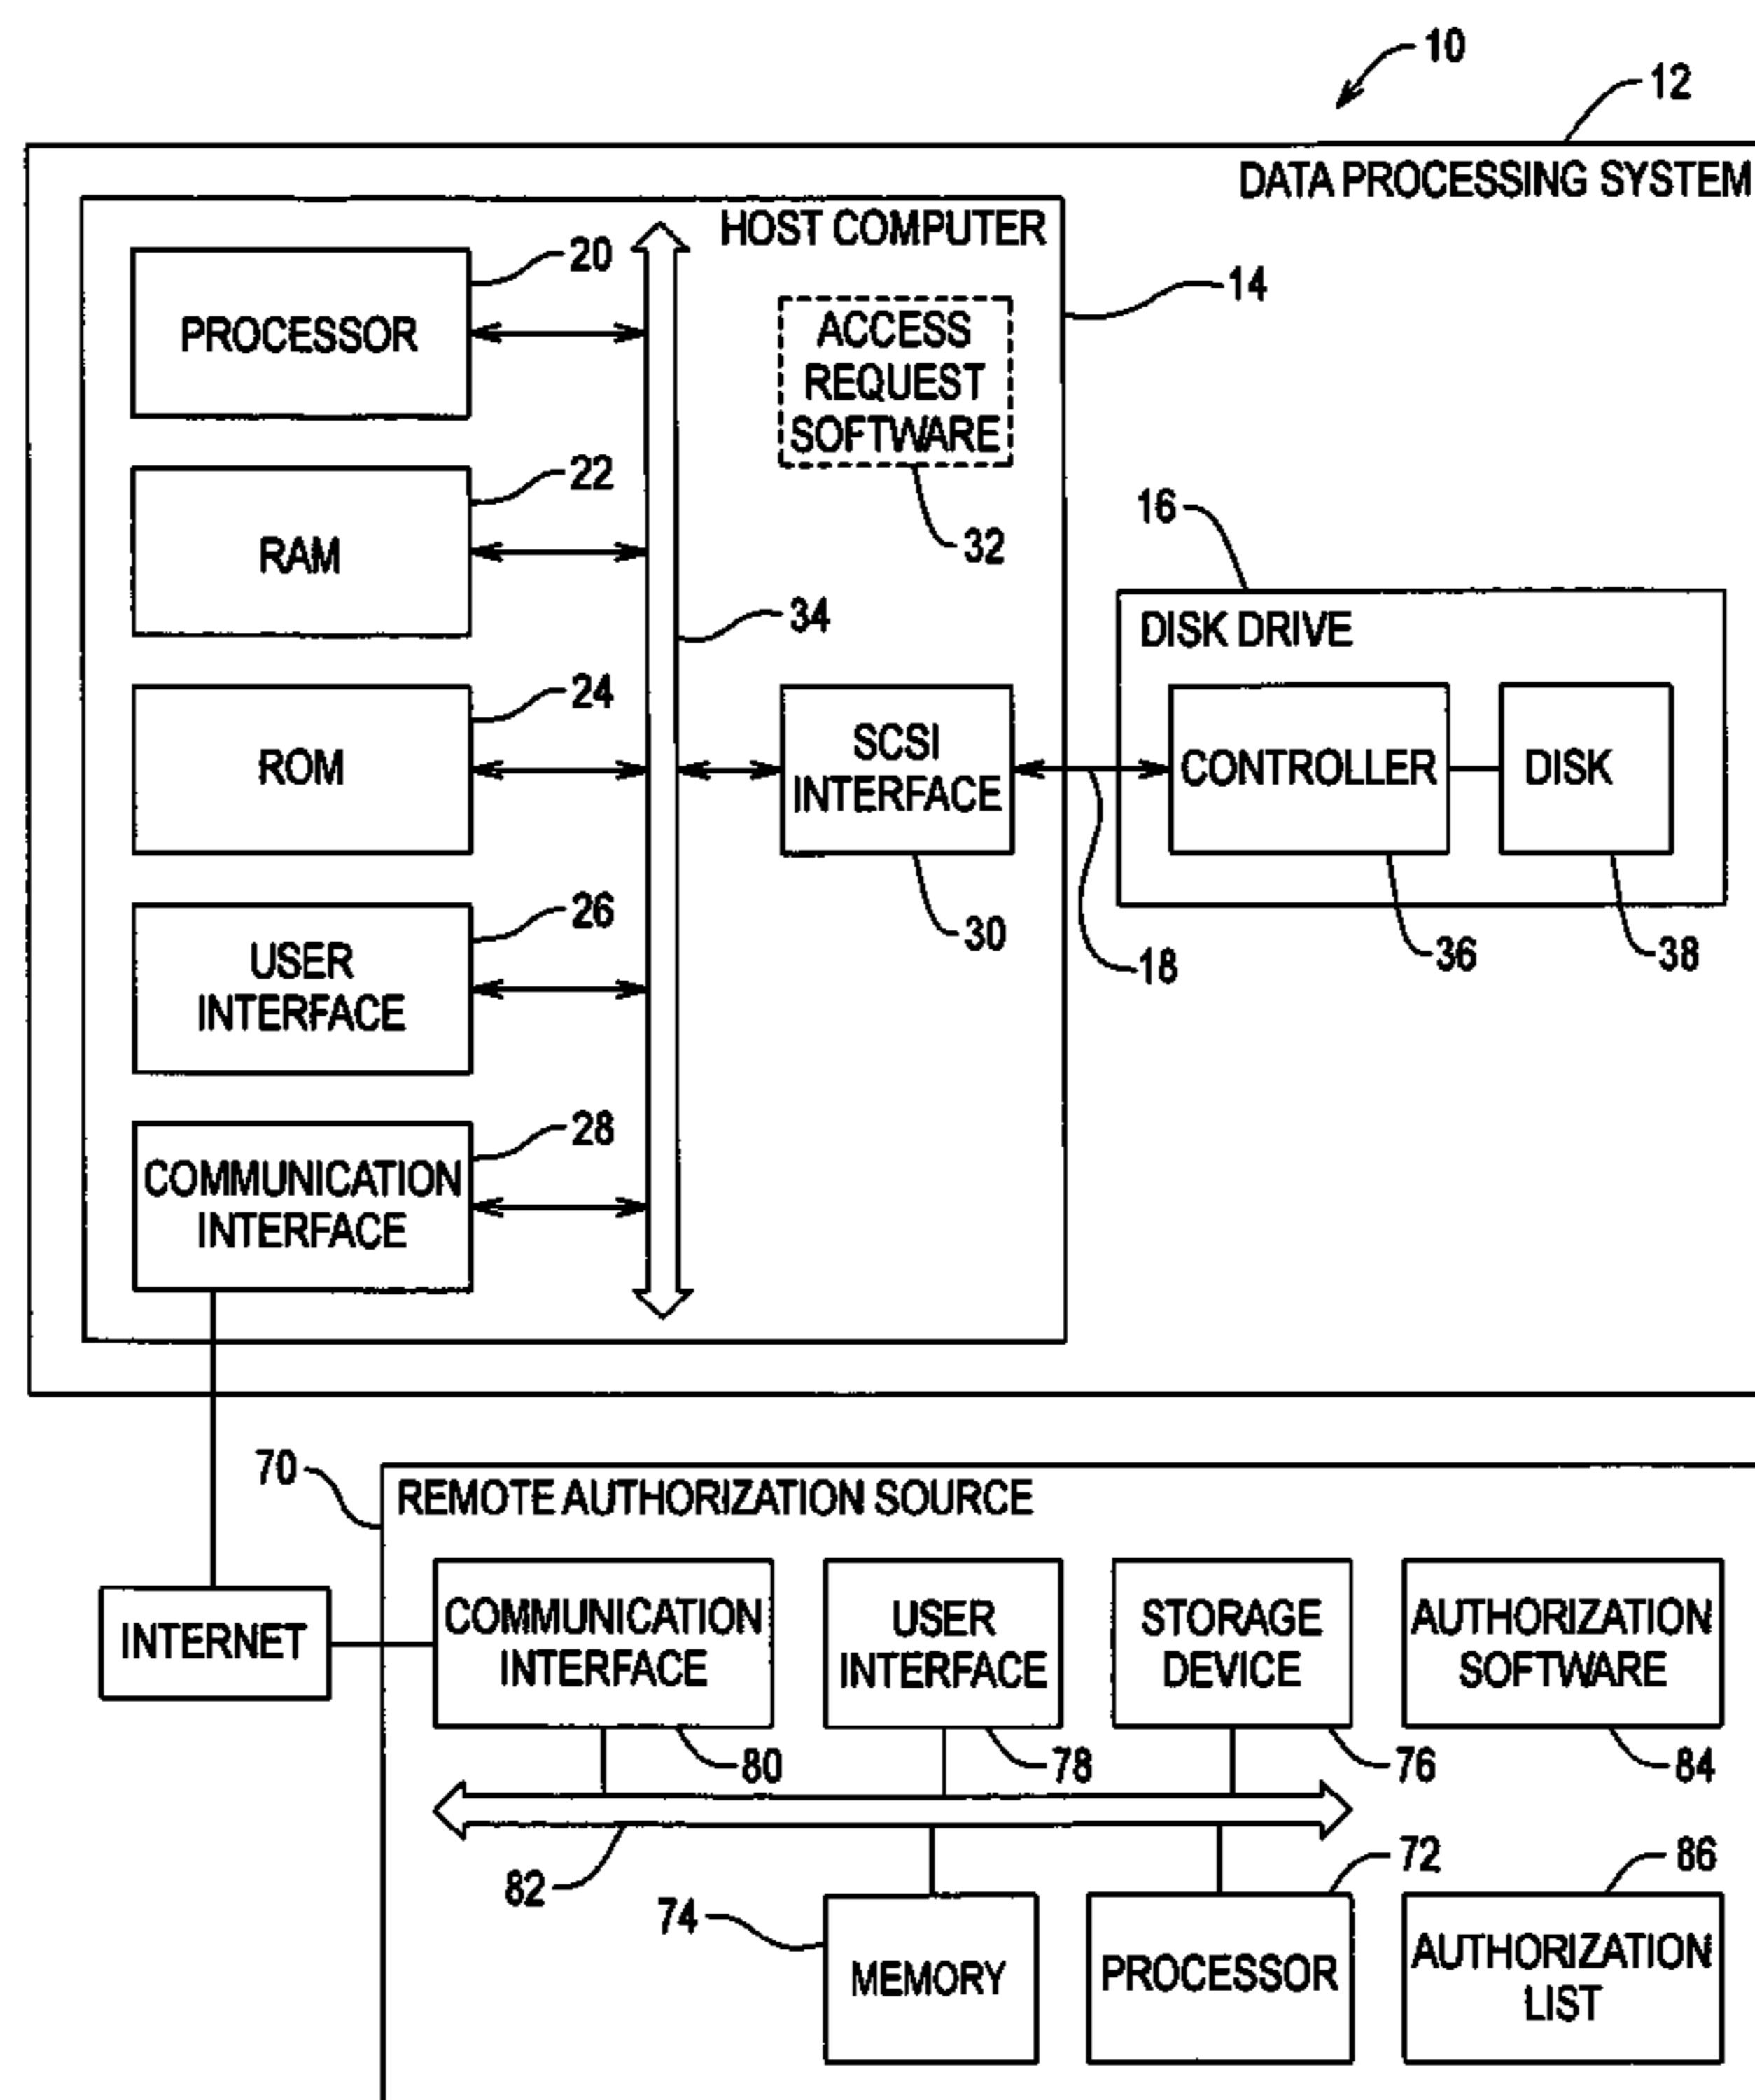 10
12
DATA PROCESSING SYSTEM
HOST COMPUTER
14
PROCESSOR
20
ACCESS
REQUEST
SOFTWARE
32
RAM
22
34
16
DISK DRIVE
ROM
24
SCSI
INTERFACE
30
18
CONTROLLER
36
DISK
38
USER
INTERFACE
26
COMMUNICATION
INTERFACE
28
70
REMOTE AUTHORIZATION SOURCE
INTERNET
COMMUNICATION
INTERFACE
80
USER
INTERFACE
78
STORAGE
DEVICE
76
AUTHORIZATION
SOFTWARE
84
82
74
MEMORY
72
PROCESSOR
86
AUTHORIZATION
LIST